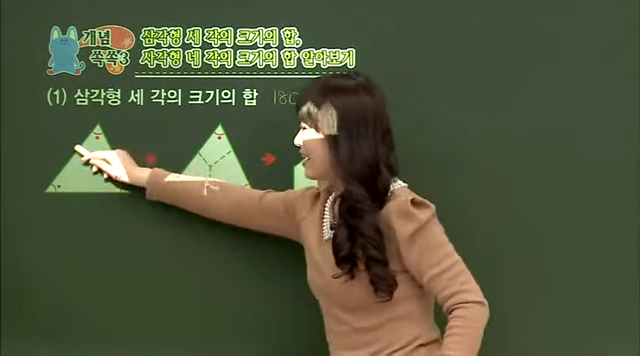 개념
쏙쏙3
삼각형 세 각의 크기의 합,
사각형 네 각의 크기의 합 알아보기
(1) 삼각형 세 각의 크기의 합
180